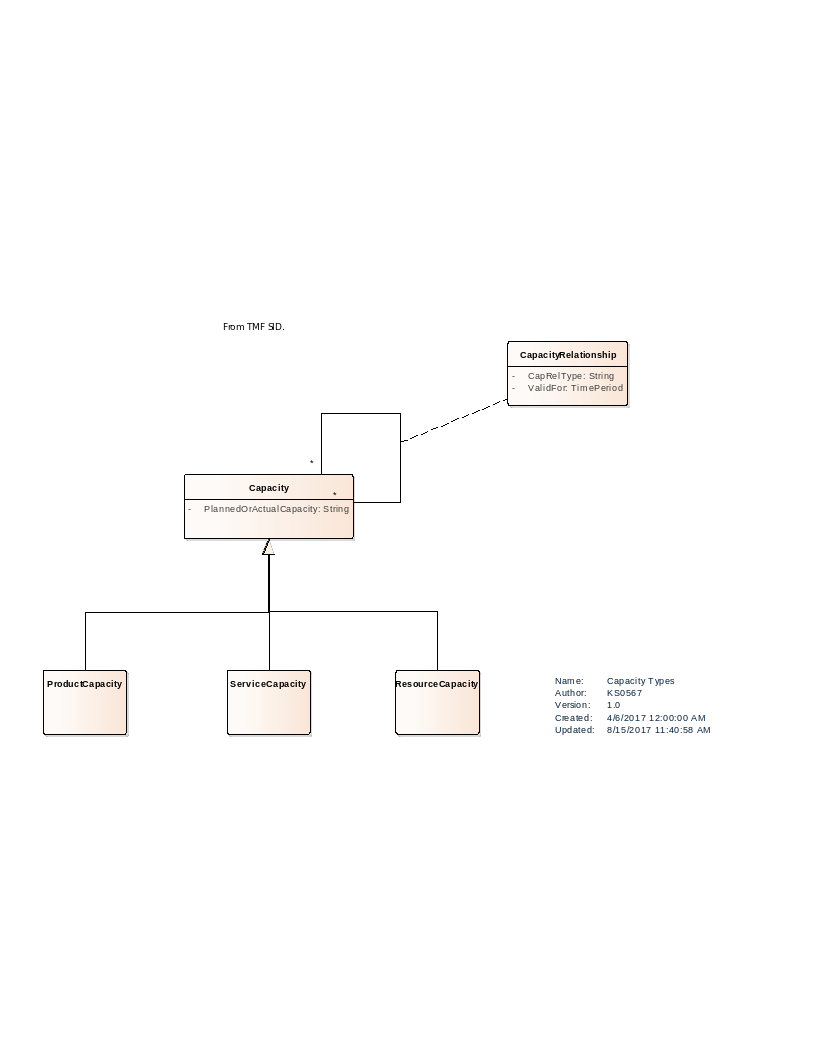 From TMF SID.
CapacityRelationship
- CapRelType: String
- ValidFor: TimePeriod
*
Capacity
*
- PlannedOrActualCapacity: String
ProductCapacity
ServiceCapacity
ResourceCapacity
Name: Capacity Types
Author: KS0567
Version: 1.0
Created: 4/6/2017 12:00:00 AM
Updated: 8/15/2017 11:40:58 AM